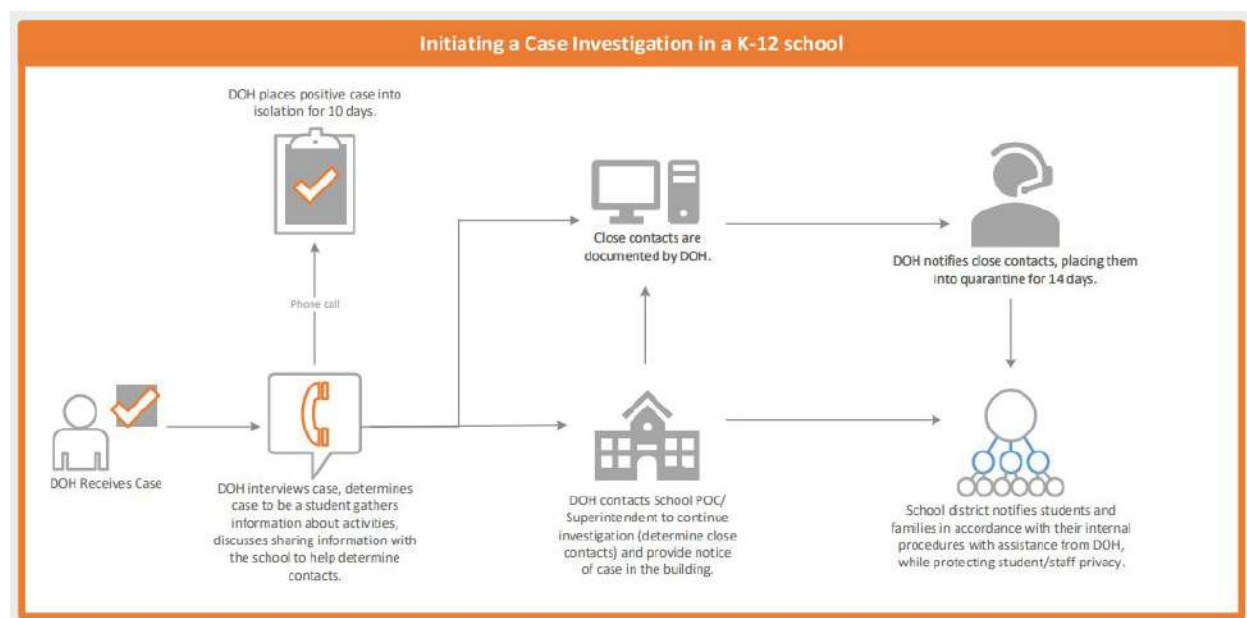 Initiating a Case Investigation in a K-12 school
DOH places positive case into
isolation for 10 days.
Phone call
Close contacts are
documented by DOH.
DOH notifies close contacts, placing them
into quarantine for 14 days.
DOH Receives Case
DOH interviews case, determines
case to be a student gathers
information about activities,
discusses sharing information with
the school to help determine
contacts.
DOH contacts School POC/
Superintendent to continue
investigation (determine close
contacts) and provide notice
of case in the building.
School district notifies students and
families in accordance with their internal
procedures with assistance from DOH,
while protecting student/staff privacy.